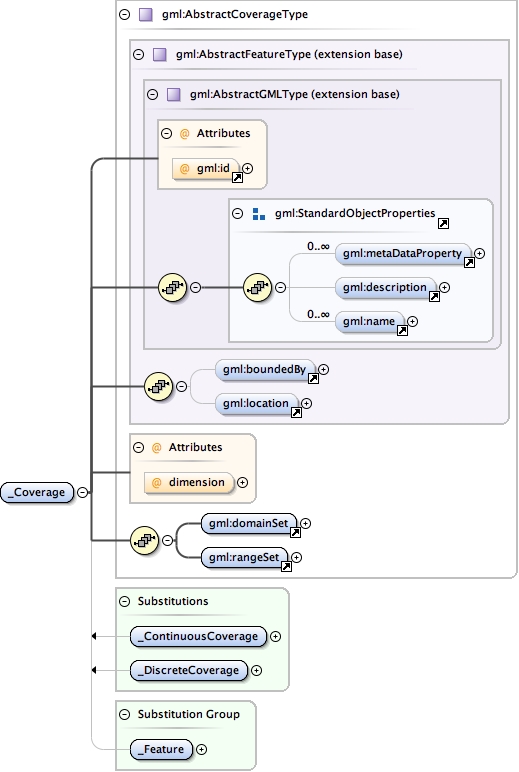 gml:AbstractCoverageType
gml:AbstractFeatureType (extension base)
gml:AbstractGMLType (extension base)
@ Attributes
@ gml:id
gml:StandardObjectProperties
0..∞
gml:metaDataProperty
gml:description
0..∞
gml:name
gml:boundedBy
gml:location
@ Attributes
@ dimension
_Coverage
gml:domainSet
gml:rangeSet
Substitutions
_ContinuousCoverage
_DiscreteCoverage
Substitution Group
_Feature